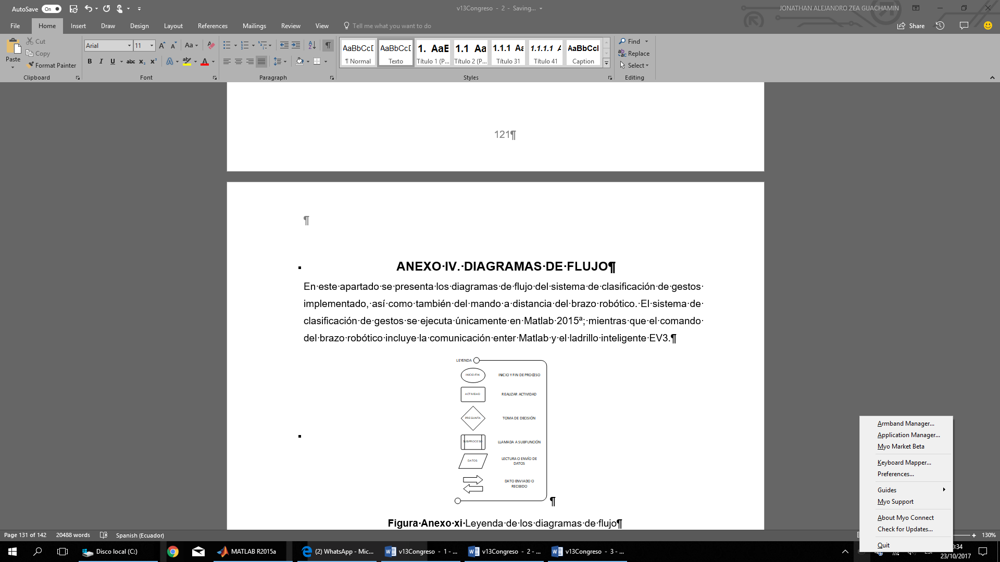 AutoSave On
v13Congreso - 2 - Saving...
JONATHAN ALEJANDRO ZEA GUACHAMIN
File Home Insert Draw Design Layout References Mailings Review View Tell me what you want to do Share
Paste
Cut
Copy
Format Painter
Clipboard
Arial 11
Aa
B I U abc x₂ x²
Font
Paragraph
AaBbCcD AaBbCcD 1. AaE 1.1 Aa 1.1.1 Aa 1.1.1.1 A AaBbCcI
¶ Normal Texto Título 1 (P... Título 2 (P... Título 31 Título 41 Caption
Styles
Find
Replace
Select
Editing
121¶
¶
ANEXO·IV.·DIAGRAMAS·DE·FLUJO¶
En·este·apartado·se·presenta·los·diagramas·de·flujo·del·sistema·de·clasificación·de·gestos·
implementado,·así·como·también·del·mando·a·distancia·del·brazo·robótico.·El·sistema·de·
clasificación·de·gestos·se·ejecuta·únicamente·en·Matlab·2015ª;·mientras·que·el·comando·
del·brazo·robótico·incluye·la·comunicación·enter·Matlab·y·el·ladrillo·inteligente·EV3.¶
LEYENDA
INICIO/FIN INICIO Y FIN DE PROCESO
ACTIVIDAD REALIZAR ACTIVIDAD
PREGUNTA TOMA DE DECISIÓN
SUBPROCESO LLAMADA A SUBFUNCIÓN
DATOS LECTURA O ENVÍO DE
DATOS
DATO ENVIADO O
RECIBIDO
¶
Figura·Anexo·xi·Leyenda·de·los·diagramas·de·flujo¶
Armband Manager...
Application Manager...
Myo Market Beta
Keyboard Mapper...
Preferences...
Guides
Myo Support
About Myo Connect
Check for Updates...
Quit
Page 131 of 142 20488 words Spanish (Ecuador) 130%
Disco local (C:) MATLAB R2015a (2) WhatsApp - Mic... v13Congreso - 1 - ... v13Congreso - 2 - ... v13Congreso - 3 - ...
:34
23/10/2017